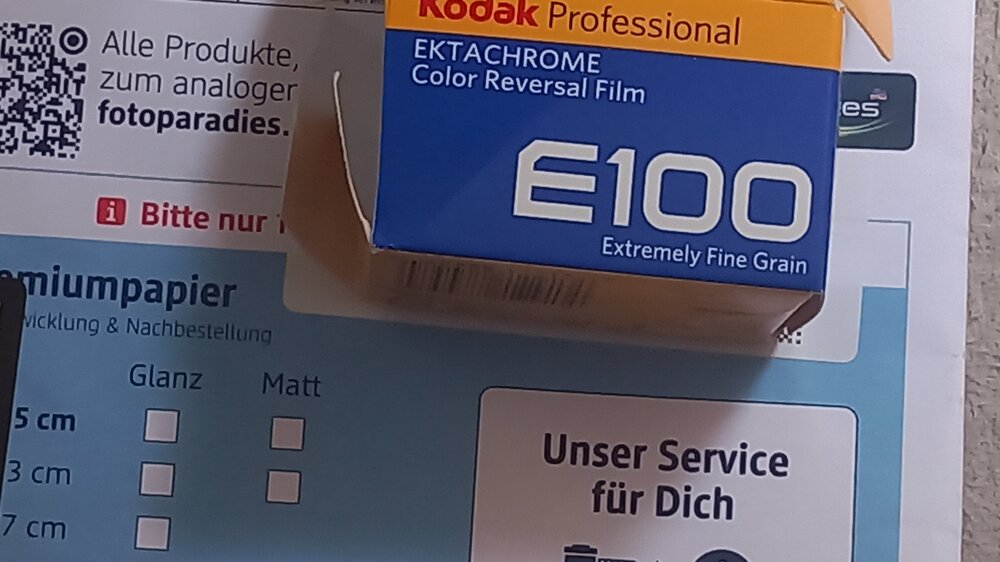 Kodak Professional
EKTACHROME
Color Reversal Film
E100
Extremely Fine Grain
Alle Produkte,
zum analoger
fotoparadies.
es
i Bitte nur
miumpapier
wicklung & Nachbestellung
Glanz Matt
5 cm
3 cm
7 cm
Unser Service
für Dich